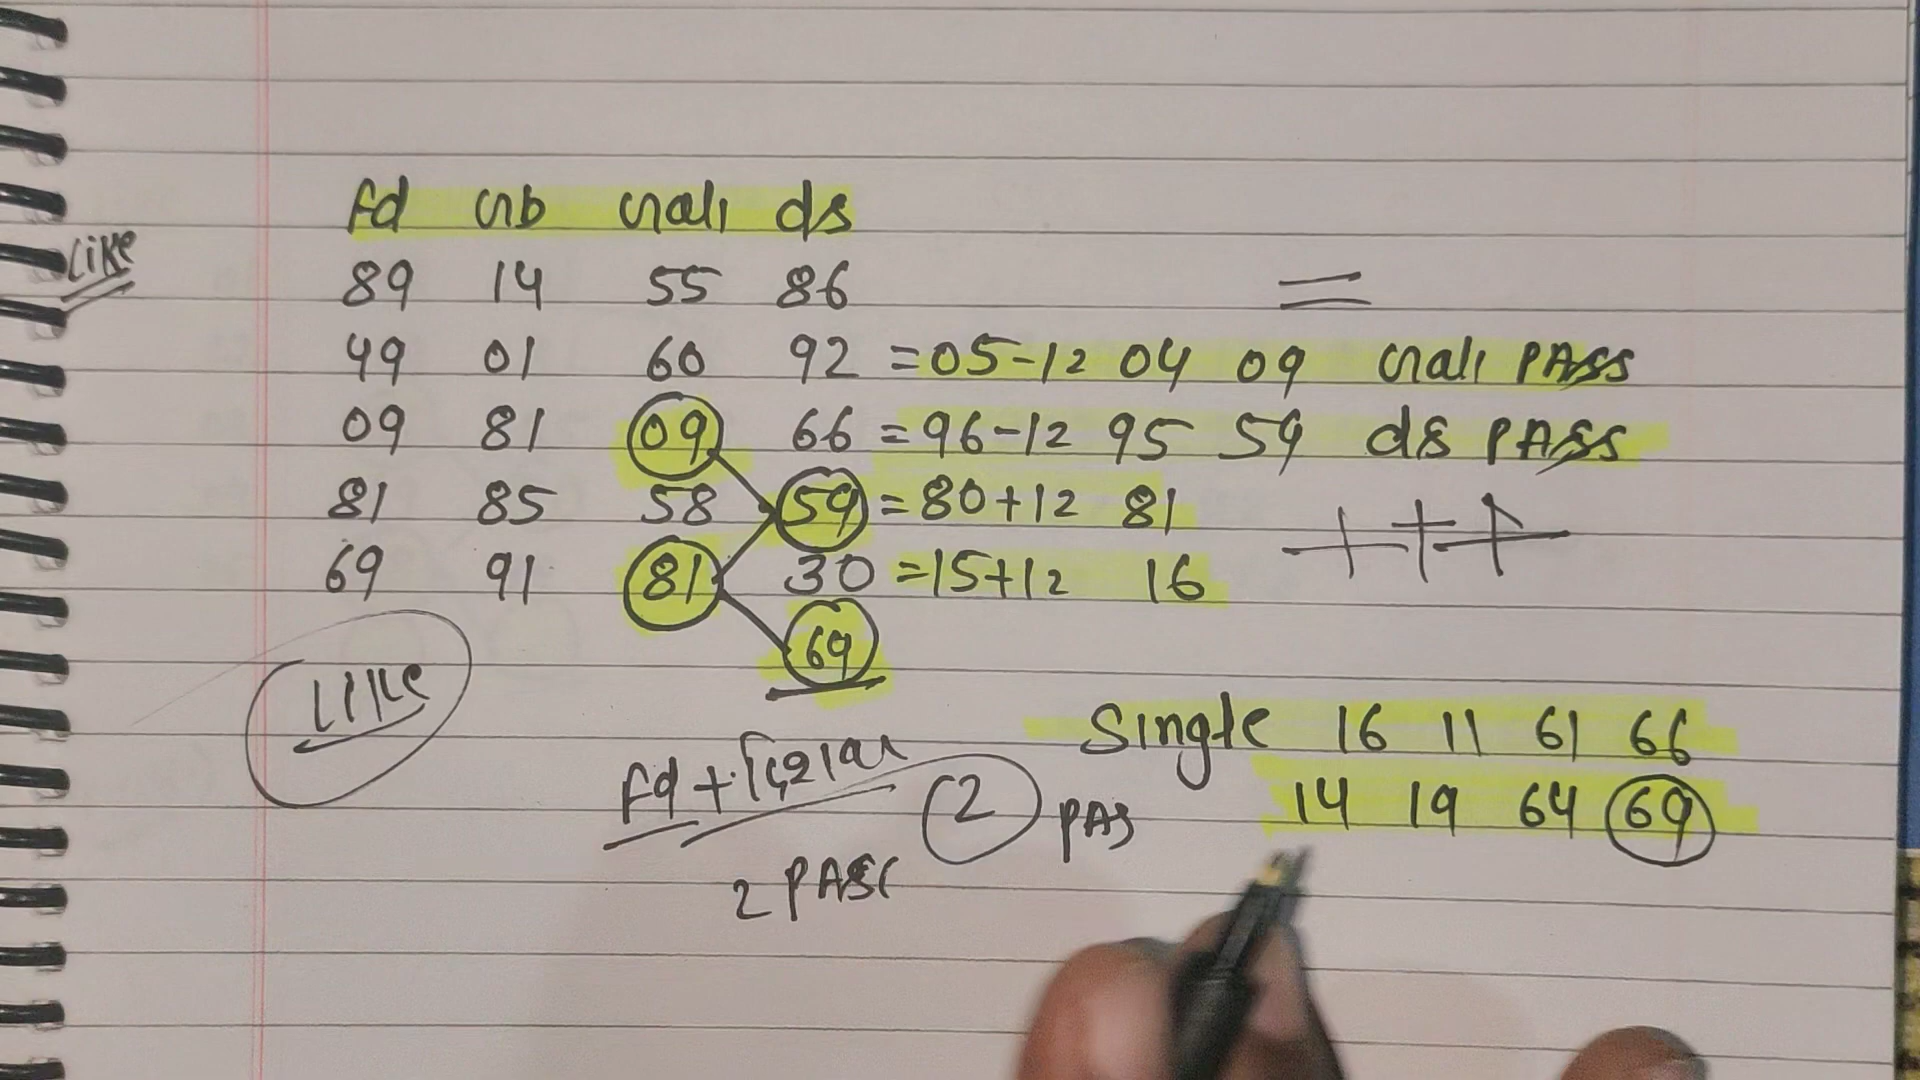 Like
fd gb gali ds
89 14 55 86
49 01 60 92 = 05-12 04 09 gali PASS
09 81 09 66 = 96-12 95 59 ds PASS
81 85 58 59 = 80+12 81
69 91 81 30 = 15+12 16
69
LIKE
Single 16 11 61 66
fd +
2 PAS
14 19 64 69
2 PASS